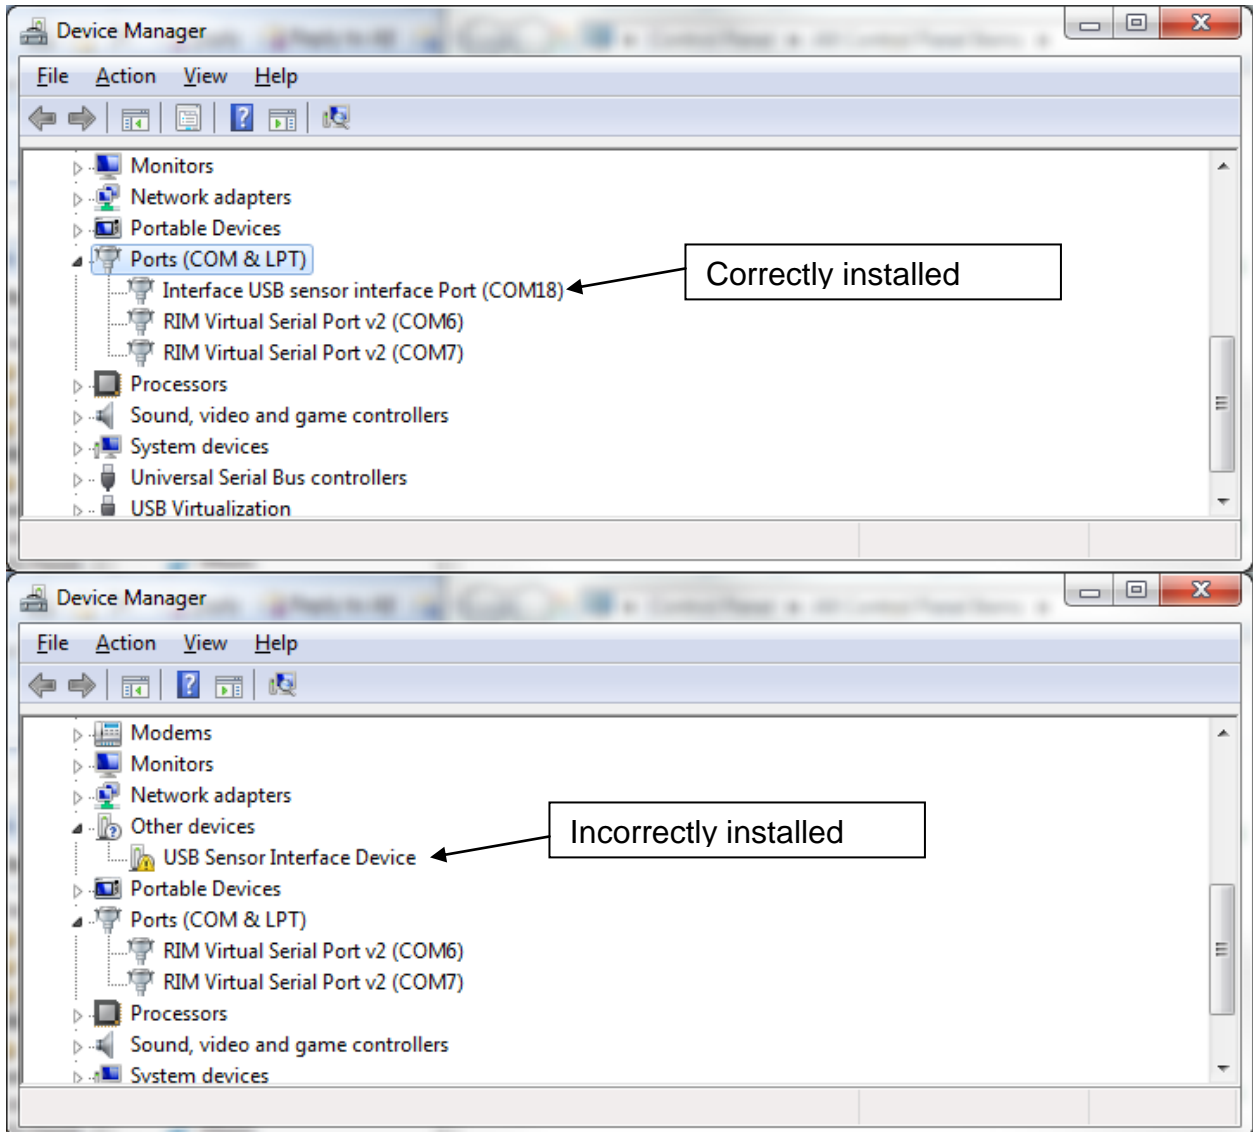 Device Manager
File Action View Help
Monitors
Network adapters
Portable Devices
Ports (COM & LPT)
Interface USB sensor interface Port (COM18)
Correctly installed
RIM Virtual Serial Port v2 (COM6)
RIM Virtual Serial Port v2 (COM7)
Processors
Sound, video and game controllers
System devices
Universal Serial Bus controllers
USB Virtualization
Device Manager
File Action View Help
Modems
Monitors
Network adapters
Other devices
Incorrectly installed
USB Sensor Interface Device
Portable Devices
Ports (COM & LPT)
RIM Virtual Serial Port v2 (COM6)
RIM Virtual Serial Port v2 (COM7)
Processors
Sound, video and game controllers
System devices